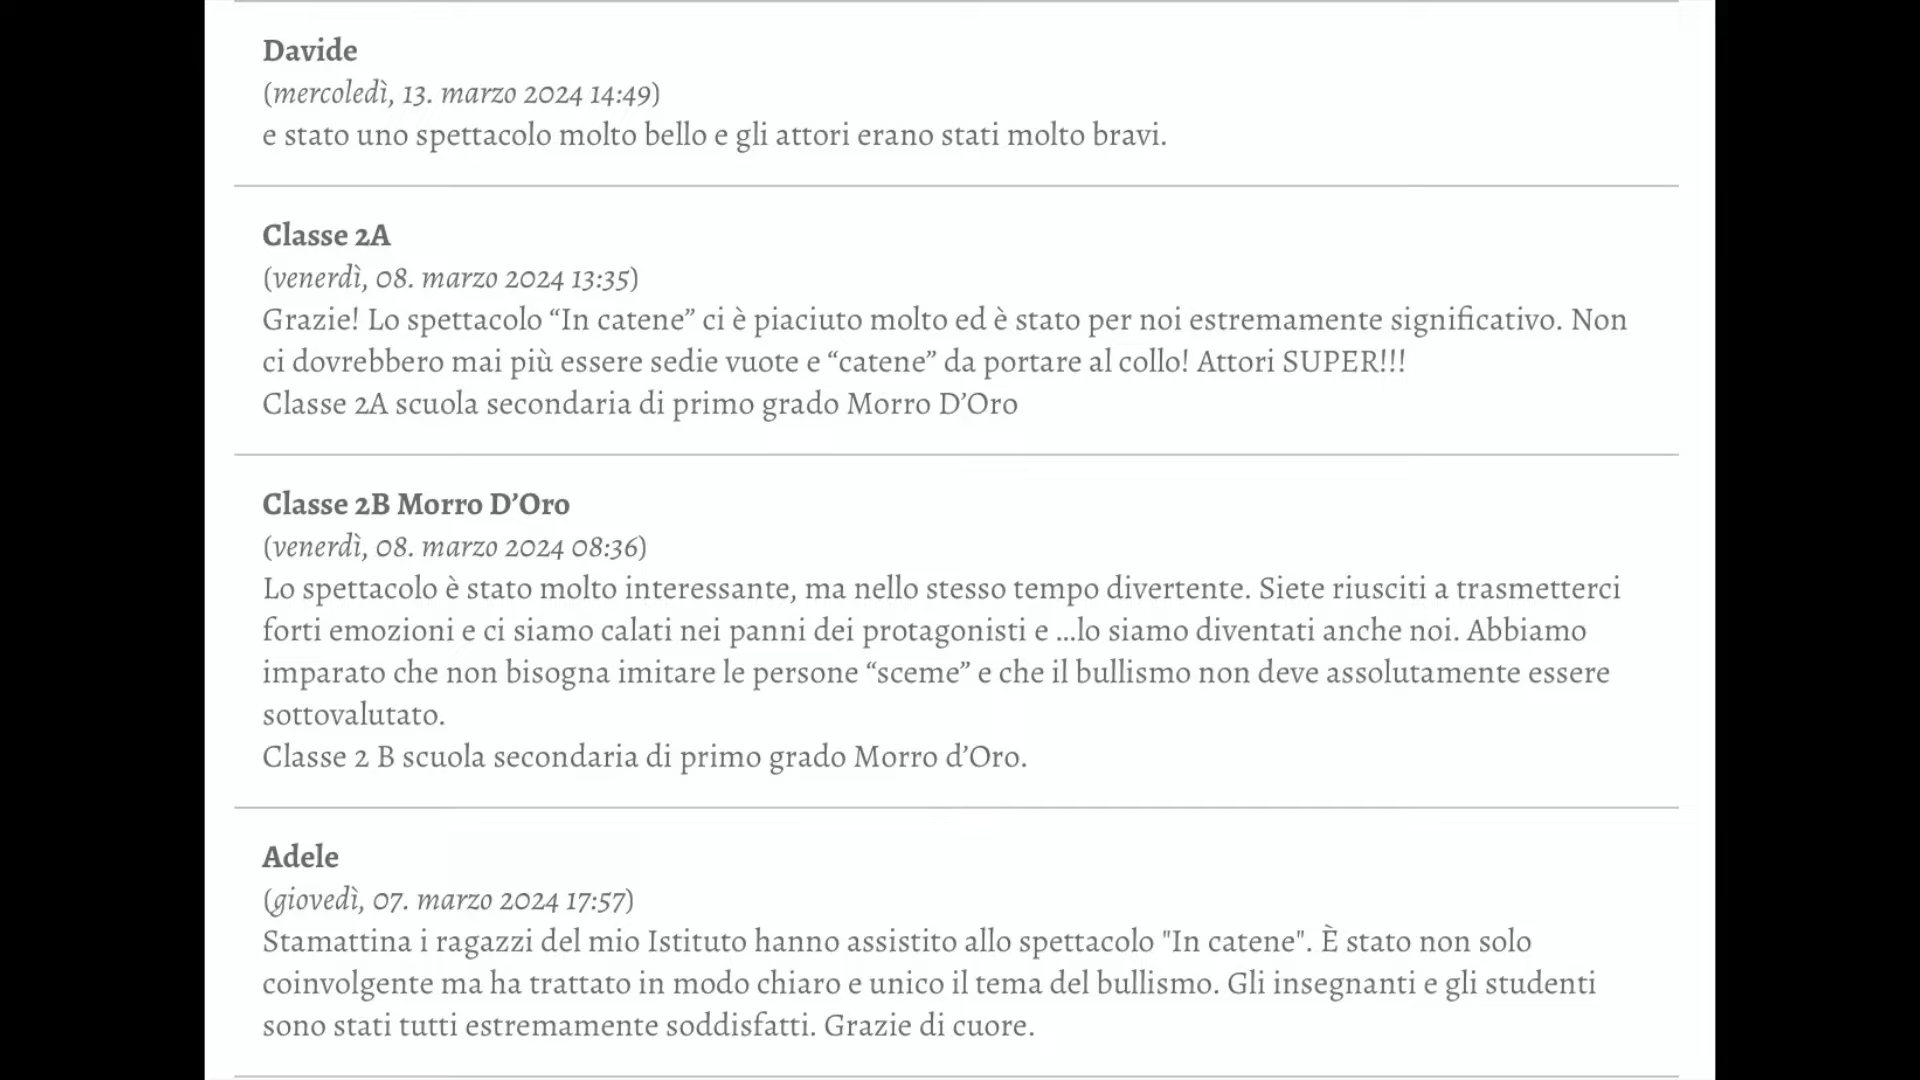 Davide
(mercoledì, 13. marzo 2024 14:49)
e stato uno spettacolo molto bello e gli attori erano stati molto bravi.
Classe 2A
(venerdì, 08. marzo 2024 13:35)
Grazie! Lo spettacolo “In catene” ci è piaciuto molto ed è stato per noi estremamente significativo. Non
ci dovrebbero mai più essere sedie vuote e “catene” da portare al collo! Attori SUPER!!!
Classe 2A scuola secondaria di primo grado Morro D’Oro
Classe 2B Morro D’Oro
(venerdì, 08. marzo 2024 08:36)
Lo spettacolo è stato molto interessante, ma nello stesso tempo divertente. Siete riusciti a trasmetterci
forti emozioni e ci siamo calati nei panni dei protagonisti e ...lo siamo diventati anche noi. Abbiamo
imparato che non bisogna imitare le persone “sceme” e che il bullismo non deve assolutamente essere
sottovalutato.
Classe 2 B scuola secondaria di primo grado Morro d’Oro.
Adele
(giovedì, 07. marzo 2024 17:57)
Stamattina i ragazzi del mio Istituto hanno assistito allo spettacolo "In catene". È stato non solo
coinvolgente ma ha trattato in modo chiaro e unico il tema del bullismo. Gli insegnanti e gli studenti
sono stati tutti estremamente soddisfatti. Grazie di cuore.